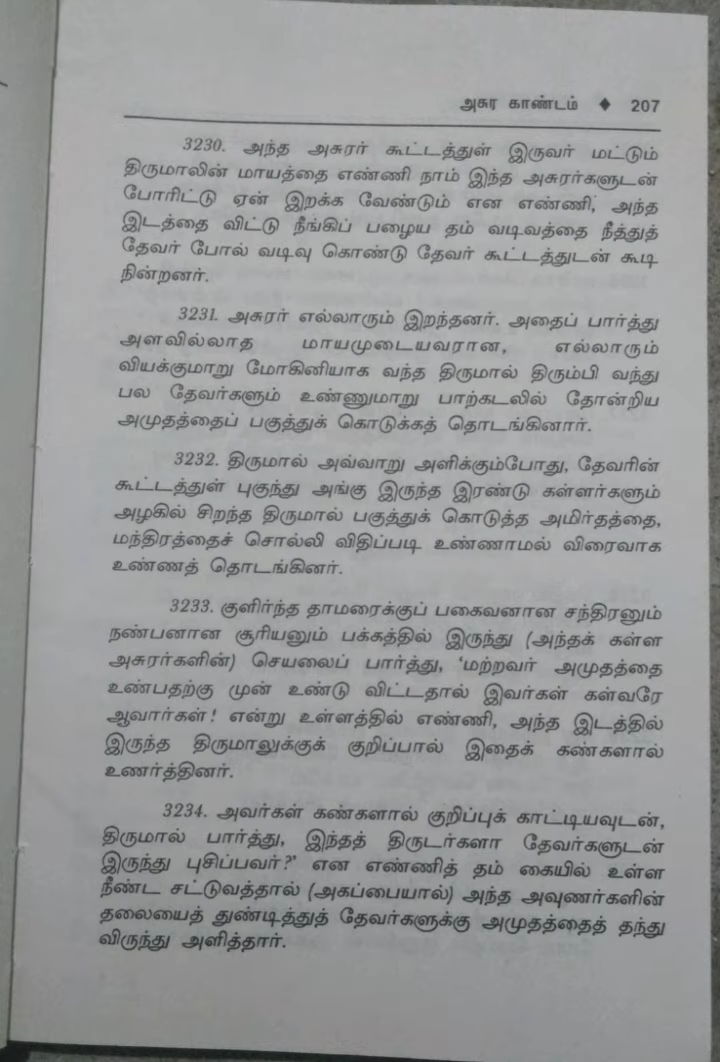 அசுர காண்டம் ◆ 207
3230. அந்த அசுரர் கூட்டத்துள் இருவர் மட்டும்
திருமாலின் மாயத்தை எண்ணி நாம் இந்த அசுரர்களுடன்
போரிட்டு ஏன் இறக்க வேண்டும் என எண்ணி, அந்த
இடத்தை விட்டு நீங்கிப் பழைய தம் வடிவத்தை நீத்துத்
தேவர் போல் வடிவு கொண்டு தேவர் கூட்டத்துடன் கூடி
நின்றனர்.
3231. அசுரர் எல்லாரும் இறந்தனர். அதைப் பார்த்து
அளவில்லாத மாயமுடையவரான, எல்லாரும்
வியக்குமாறு மோகினியாக வந்த திருமால் திரும்பி வந்து
பல தேவர்களும் உண்ணுமாறு பாற்கடலில் தோன்றிய
அமுதத்தைப் பகுத்துக் கொடுக்கத் தொடங்கினார்.
3232. திருமால் அவ்வாறு அளிக்கும்போது, தேவரின்
கூட்டத்துள் புகுந்து அங்கு இருந்த இரண்டு கள்ளர்களும்
அழகில் சிறந்த திருமால் பகுத்துக் கொடுத்த அமிர்தத்தை,
மந்திரத்தைச் சொல்லி விதிப்படி உண்ணாமல் விரைவாக
உண்ணத் தொடங்கினர்.
3233. குளிர்ந்த தாமரைக்குப் பகைவனான சந்திரனும்
நண்பனான சூரியனும் பக்கத்தில் இருந்து (அந்தக் கள்ள
அசுரர்களின்) செயலைப் பார்த்து, ‘மற்றவர் அமுதத்தை
உண்பதற்கு முன் உண்டு விட்டதால் இவர்கள் கள்வரே
ஆவார்கள்! என்று உள்ளத்தில் எண்ணி, அந்த இடத்தில்
இருந்த திருமாலுக்குக் குறிப்பால் இதைக் கண்களால்
உணர்த்தினர்.
3234. அவர்கள் கண்களால் குறிப்புக் காட்டியவுடன்,
திருமால் பார்த்து, இந்தத் திருடர்களா தேவர்களுடன்
இருந்து புசிப்பவர்?’ என எண்ணித் தம் கையில் உள்ள
நீண்ட சட்டுவத்தால் (அகப்பையால்) அந்த அவுணர்களின்
தலையைத் துண்டித்துத் தேவர்களுக்கு அமுதத்தைத் தந்து
விருந்து அளித்தார்.